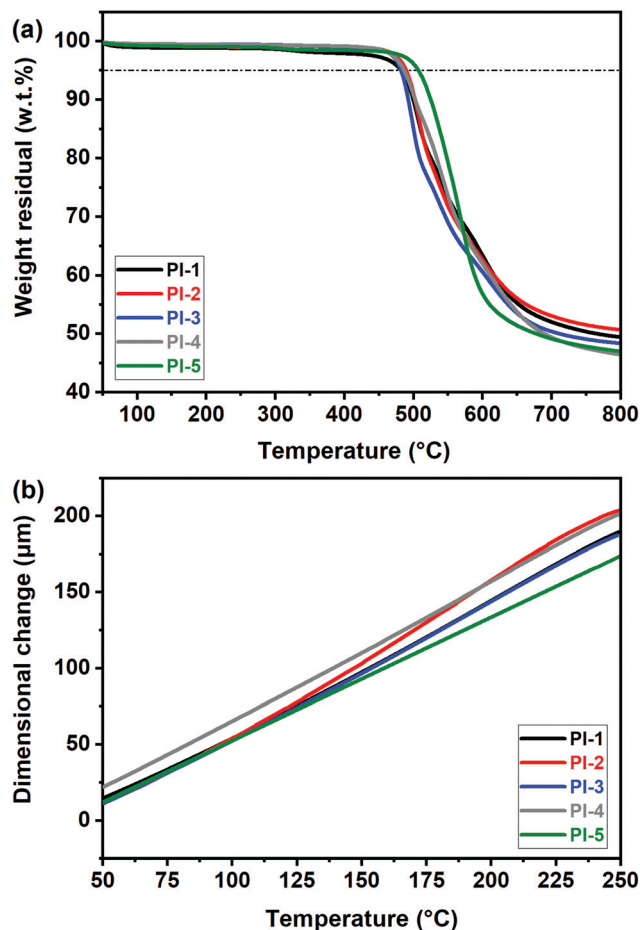 (a)
100
90
80
70
60
50
40
Weight residual (w.t.%)
PI-1
PI-2
PI-3
PI-4
PI-5
100 200 300 400 500 600 700 800
Temperature (°C)
(b)
200
150
100
50
0
Dimensional change (μm)
PI-1
PI-2
PI-3
PI-4
PI-5
50 75 100 125 150 175 200 225 250
Temperature (°C)